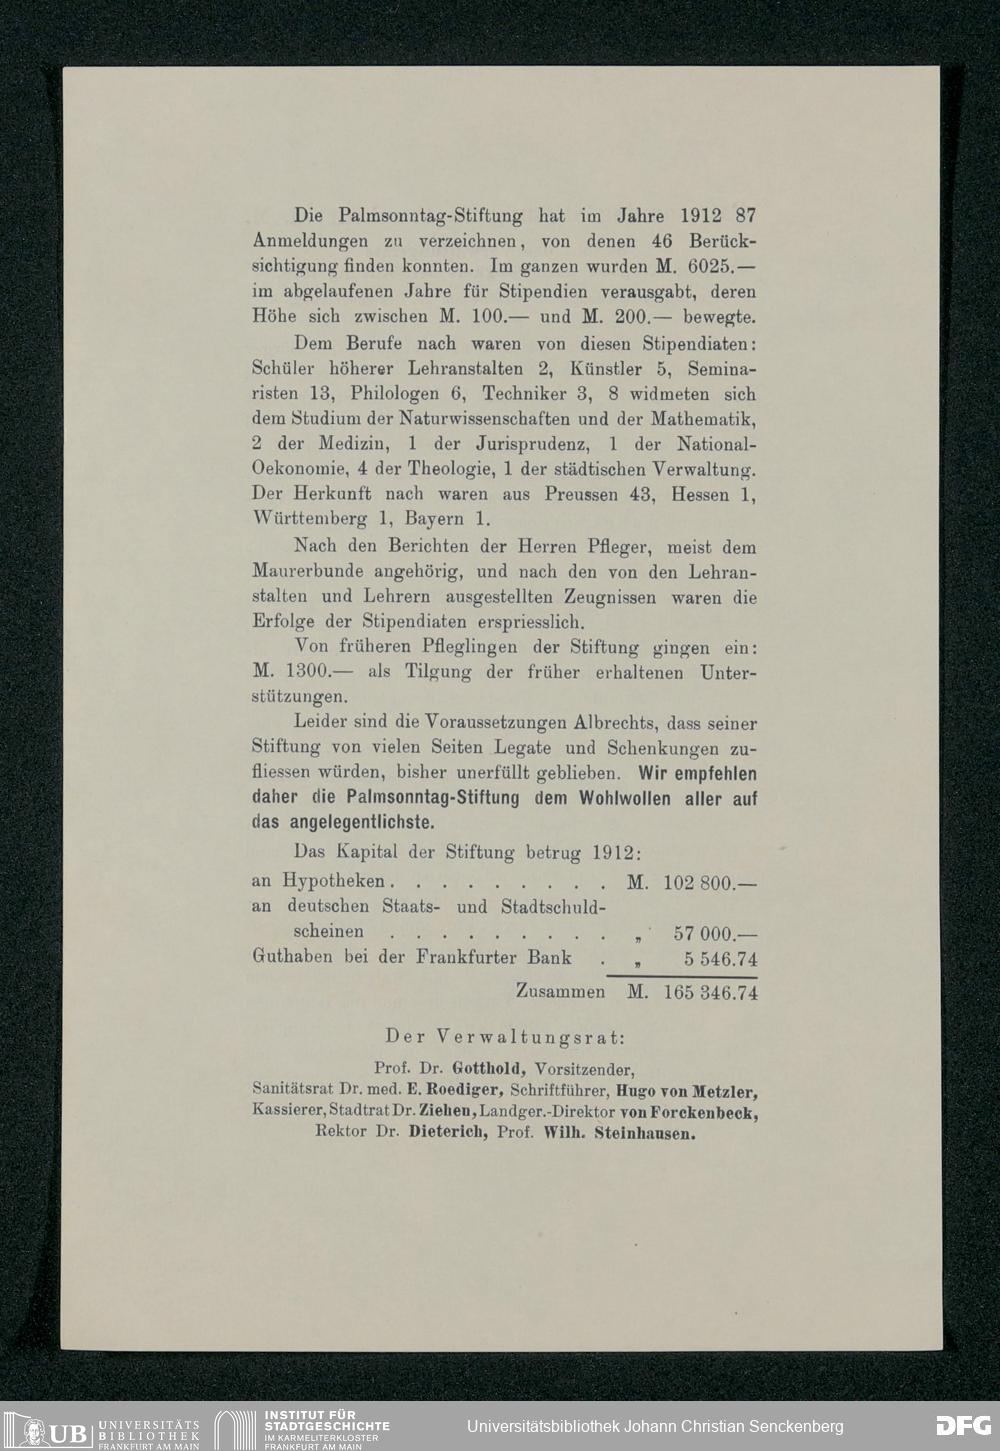 Die Palmsonntag-Stiftung hat im Jahre 1912 87
Anmeldungen zu verzeichnen, von denen 46 Berück-
sichtigung finden konnten. Im ganzen wurden M. 6025.—
im abgelaufenen Jahre für Stipendien verausgabt, deren
Höhe sich zwischen M. 100.— und M. 200.— bewegte.
Dem Berufe nach waren von diesen Stipendiaten:
Schüler höherer Lehranstalten 2, Künstler 5, Semina-
risten 13, Philologen 6, Techniker 3, 8 widmeten sich
dem Studium der Naturwissenschaften und der Mathematik,
2 der Medizin, 1 der Jurisprudenz, 1 der National-
Oekonomie, 4 der Theologie, 1 der städtischen Verwaltung.
Der Herkunft nach waren aus Preussen 43, Hessen 1,
Württemberg 1, Bayern 1.
Nach den Berichten der Herren Pfleger, meist dem
Maurerbunde angehörig, und nach den von den Lehran-
stalten und Lehrern ausgestellten Zeugnissen waren die
Erfolge der Stipendiaten erspriesslich.
Von früheren Pfleglingen der Stiftung gingen ein:
M. 1300.— als Tilgung der früher erhaltenen Unter-
stützungen.
Leider sind die Voraussetzungen Albrechts, dass seiner
Stiftung von vielen Seiten Legate und Schenkungen zu-
fliessen würden, bisher unerfüllt geblieben. Wir empfehlen
daher die Palmsonntag-Stiftung dem Wohlwollen aller auf
das angelegentlichste.
Das Kapital der Stiftung betrug 1912:
an Hypotheken . . . . . . . . . M. 102 800.—
an deutschen Staats- und Stadtschuld-
scheinen . . . . . . . . . „ 57 000.—
Guthaben bei der Frankfurter Bank . „ 5 546.74
Zusammen M. 165 346.74
Der Verwaltungsrat:
Prof. Dr. Gotthold, Vorsitzender,
Sanitätsrat Dr. med. E. Roediger, Schriftführer, Hugo von Metzler,
Kassierer, Stadtrat Dr. Ziehen, Landger.-Direktor von Forckenbeck,
Rektor Dr. Dieterich, Prof. Wilh. Steinhausen.
UB UNIVERSITÄTS
BIBLIOTHEK
FRANKFURT AM MAIN
INSTITUT FÜR
STADTGESCHICHTE
IM KARMELITERKLOSTER
FRANKFURT AM MAIN
Universitätsbibliothek Johann Christian Senckenberg
DFG